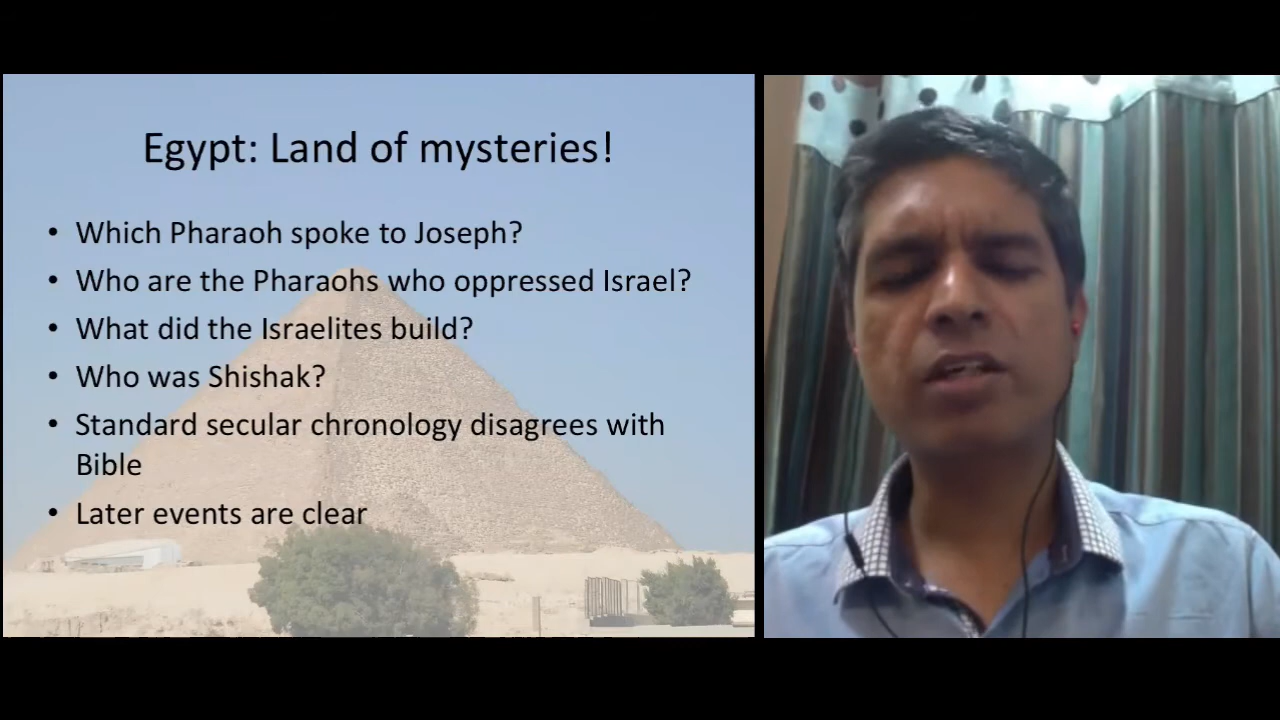 Egypt: Land of mysteries!
• Which Pharaoh spoke to Joseph?
• Who are the Pharaohs who oppressed Israel?
• What did the Israelites build?
• Who was Shishak?
• Standard secular chronology disagrees with
Bible
• Later events are clear